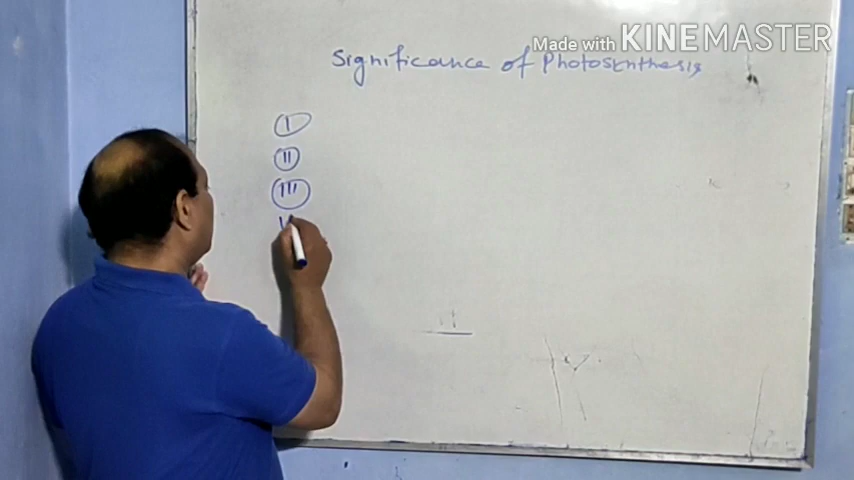 Made with KINEMASTER
Significance of Photosynthesis
I
II
III